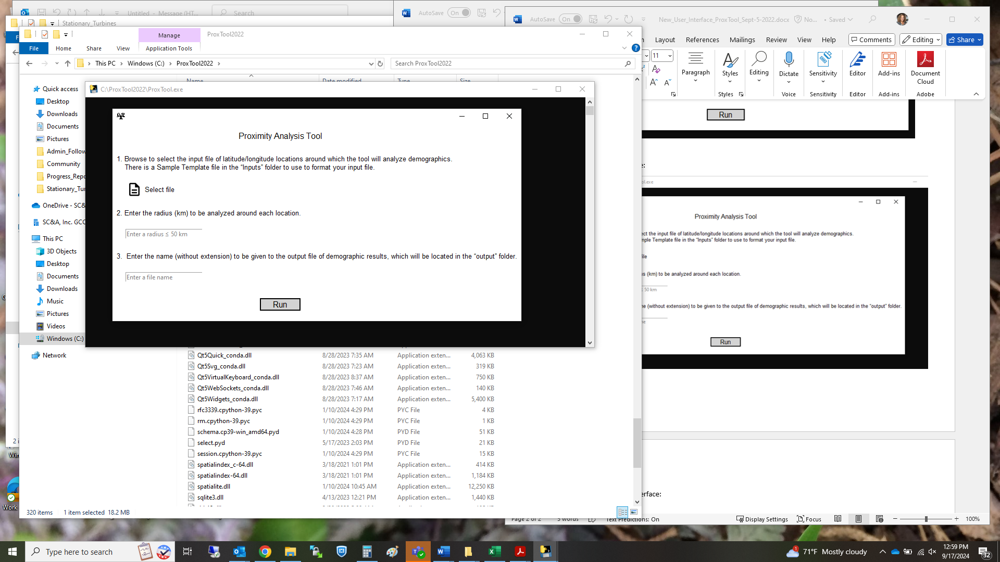 Untitled - Message (HT...
Search
AutoSave On
Stationary_Turbines
AutoSave On
New_User_Interface_ProxTool_Sept-5-2022.docx
No...
• Saved
Manage
ProxTool2022
File
Home
Share
View
Application Tools
Layout
References
Mailings
Review
View
Help
Comments
Editing
Share
This PC
Windows (C:)
ProxTool2022
Search ProxTool2022
11
Paragraph
Styles
Editing
Dictate
Sensitivity
Editor
Add-ins
Document
Cloud
Styles
Voice
Sensitivity
Editor
Add-ins
Adobe
Name
Date modified
Type
Size
Quick access
Desktop
Downloads
Documents
Pictures
Admin_Follow
Community
Progress_Repo
Stationary_Tur
OneDrive - SC&
SC&A, Inc. GCC
This PC
3D Objects
Desktop
Documents
Downloads
Music
Pictures
Videos
Windows (C:)
Network
C:\ProxTool2022\ProxTool.exe
Proximity Analysis Tool
1. Browse to select the input file of latitude/longitude locations around which the tool will analyze demographics.
There is a Sample Template file in the “Inputs” folder to use to format your input file.
Select file
2. Enter the radius (km) to be analyzed around each location.
Enter a radius ≤ 50 km
3. Enter the name (without extension) to be given to the output file of demographic results, which will be located in the “output” folder.
Enter a file name
Run
Run
e:
ol.exe
Proximity Analysis Tool
ect the input file of latitude/longitude locations around which the tool will analyze demographics.
mple Template file in the “Inputs” folder to use to format your input file.
ile
us (km) to be analyzed around each location.
≤ 50 km
me (without extension) to be given to the output file of demographic results, which will be located in the “output” folder.
me
Run
erface:
Qt5Quick_conda.dll 8/28/2023 7:35 AM Application exten... 4,063 KB
Qt5Svg_conda.dll 8/28/2023 7:23 AM Application exten... 319 KB
Qt5VirtualKeyboard_conda.dll 8/28/2023 8:37 AM Application exten... 750 KB
Qt5WebSockets_conda.dll 8/28/2023 7:46 AM Application exten... 140 KB
Qt5Widgets_conda.dll 8/28/2023 7:17 AM Application exten... 5,400 KB
rfc3339.cpython-39.pyc 1/10/2024 4:29 PM PYC File 4 KB
rm.cpython-39.pyc 1/10/2024 4:29 PM PYC File 1 KB
schema.cp39-win_amd64.pyd 1/10/2024 4:28 PM PYD File 51 KB
select.pyd 5/17/2023 2:03 PM PYD File 21 KB
session.cpython-39.pyc 1/10/2024 4:29 PM PYC File 15 KB
spatialindex_c-64.dll 3/18/2021 1:01 PM Application exten... 414 KB
spatialindex-64.dll 3/18/2021 1:01 PM Application exten... 1,184 KB
spatialite.dll 1/10/2024 10:45 AM Application exten... 12,250 KB
sqlite3.dll 4/13/2023 12:21 PM Application exten... 1,440 KB
320 items
1 item selected 18.2 MB
2 i
Win
Work
Page 2 of 2
5 words
Text Predictions: On
Display Settings
Focus
100%
Type here to search
71°F Mostly cloudy
12:59 PM
9/17/2024
32